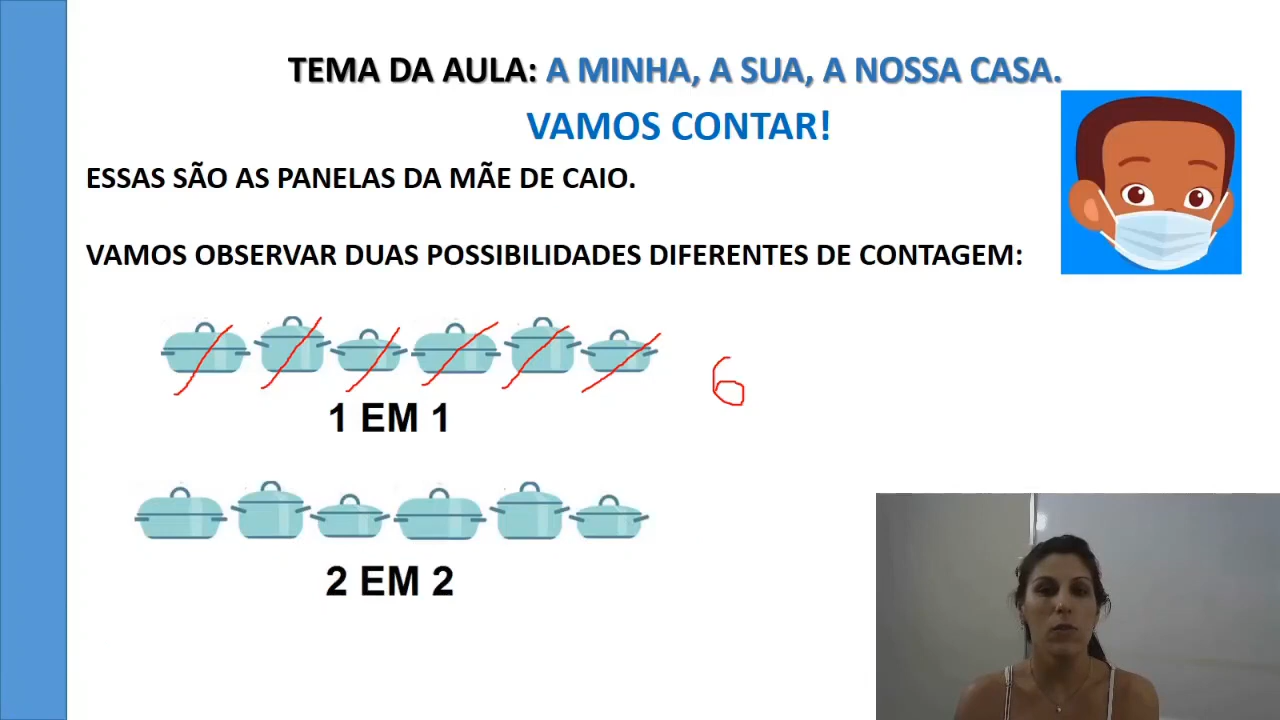 TEMA DA AULA: A MINHA, A SUA, A NOSSA CASA.
VAMOS CONTAR!
ESSAS SÃO AS PANELAS DA MÃE DE CAIO.
VAMOS OBSERVAR DUAS POSSIBILIDADES DIFERENTES DE CONTAGEM:
6
1 EM 1
2 EM 2